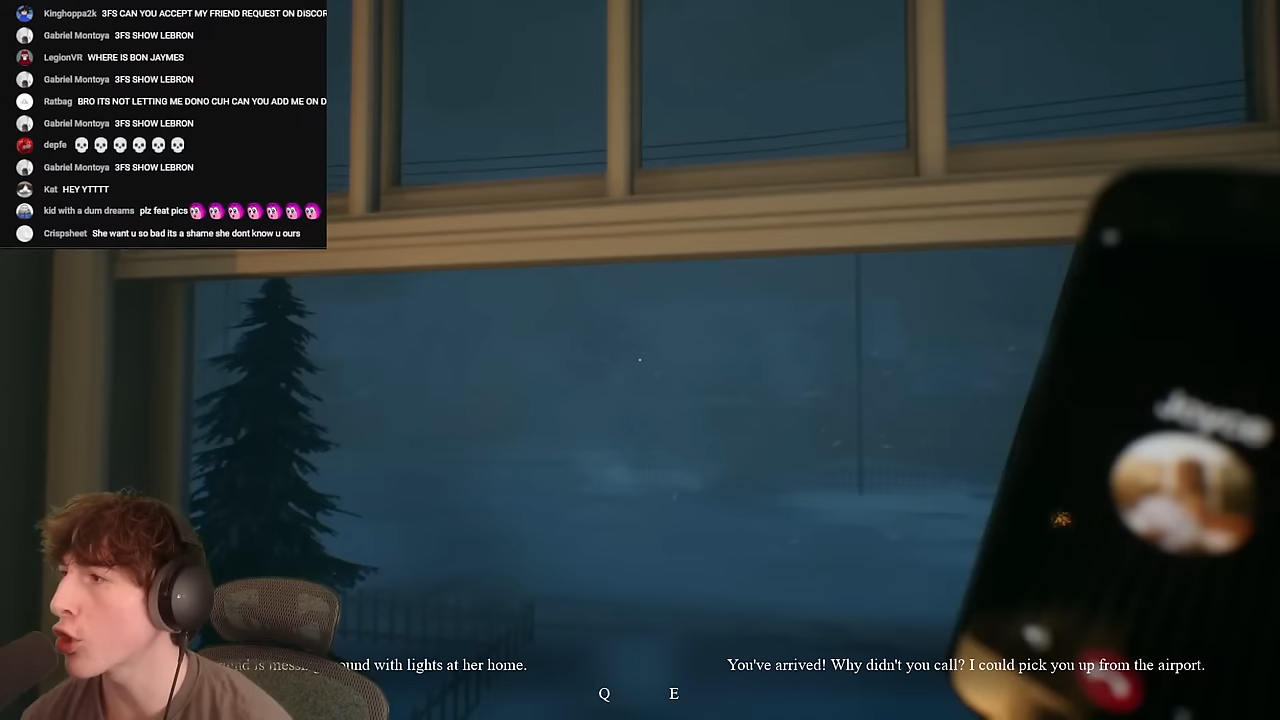 Kinghoppa2k 3FS CAN YOU ACCEPT MY FRIEND REQUEST ON DISCOR
Gabriel Montoya 3FS SHOW LEBRON
LegionVR WHERE IS BON JAYMES
Gabriel Montoya 3FS SHOW LEBRON
Ratbag BRO ITS NOT LETTING ME DONO CUH CAN YOU ADD ME ON D
Gabriel Montoya 3FS SHOW LEBRON
depfe
Gabriel Montoya 3FS SHOW LEBRON
Kat HEY YTTTT
kid with a dum dreams plz feat pics
Crispsheet She want u so bad its a shame she dont know u ours
Joyce
is ound with lights at her home.
You've arrived! Why didn't you call? I could pick you up from the airport.
Q E